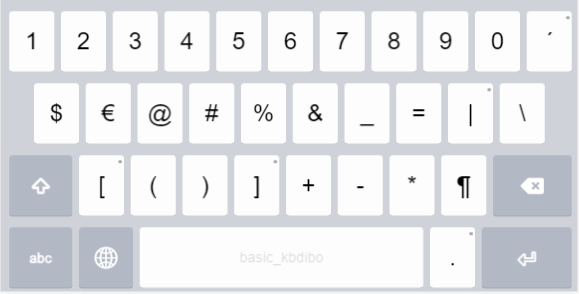 1 2 3 4 5 6 7 8 9 0 ´
$ € @ # % & _ = | \
[ ( ) ] + - * ¶
abc basic_kbdibo .